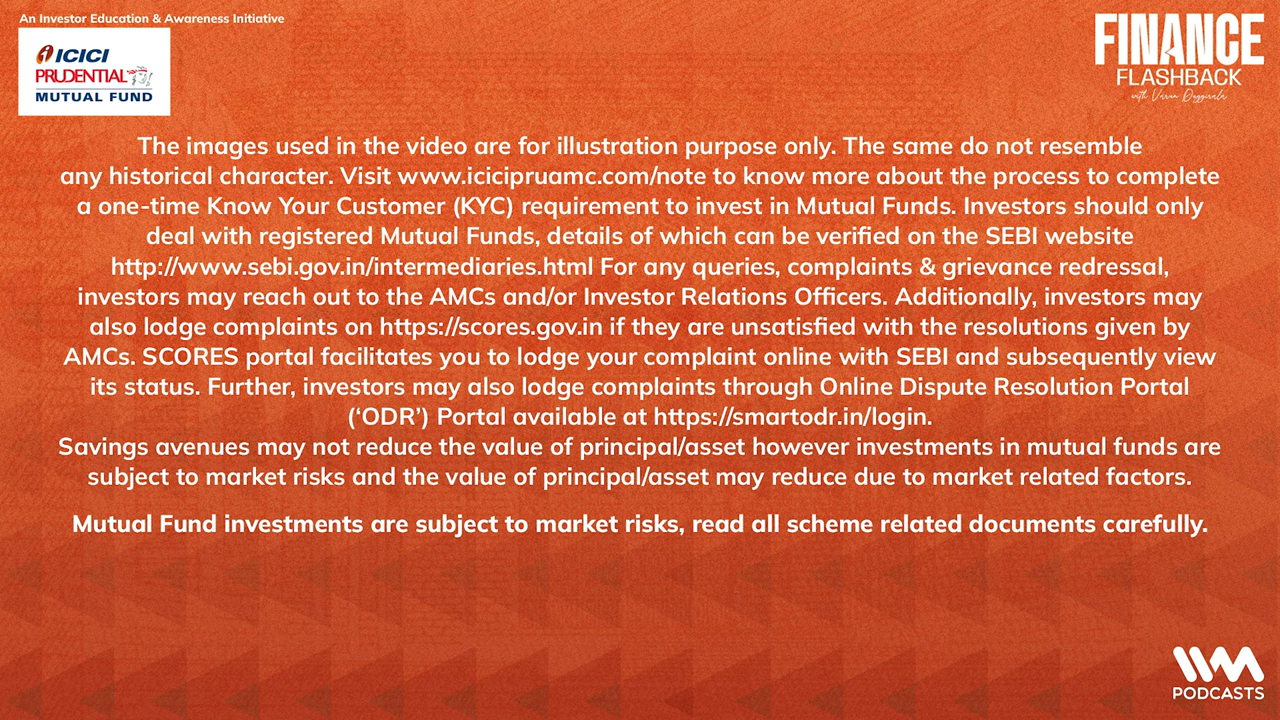 An Investor Education & Awareness Initiative
ICICI
PRUDENTIAL
MUTUAL FUND
FINANCE
FLASHBACK
with Varun Duggirala
The images used in the video are for illustration purpose only. The same do not resemble
any historical character. Visit www.icicipruamc.com/note to know more about the process to complete
a one-time Know Your Customer (KYC) requirement to invest in Mutual Funds. Investors should only
deal with registered Mutual Funds, details of which can be verified on the SEBI website
http://www.sebi.gov.in/intermediaries.html For any queries, complaints & grievance redressal,
investors may reach out to the AMCs and/or Investor Relations Officers. Additionally, investors may
also lodge complaints on https://scores.gov.in if they are unsatisfied with the resolutions given by
AMCs. SCORES portal facilitates you to lodge your complaint online with SEBI and subsequently view
its status. Further, investors may also lodge complaints through Online Dispute Resolution Portal
(‘ODR’) Portal available at https://smartodr.in/login.
Savings avenues may not reduce the value of principal/asset however investments in mutual funds are
subject to market risks and the value of principal/asset may reduce due to market related factors.
Mutual Fund investments are subject to market risks, read all scheme related documents carefully.
IVM
PODCASTS